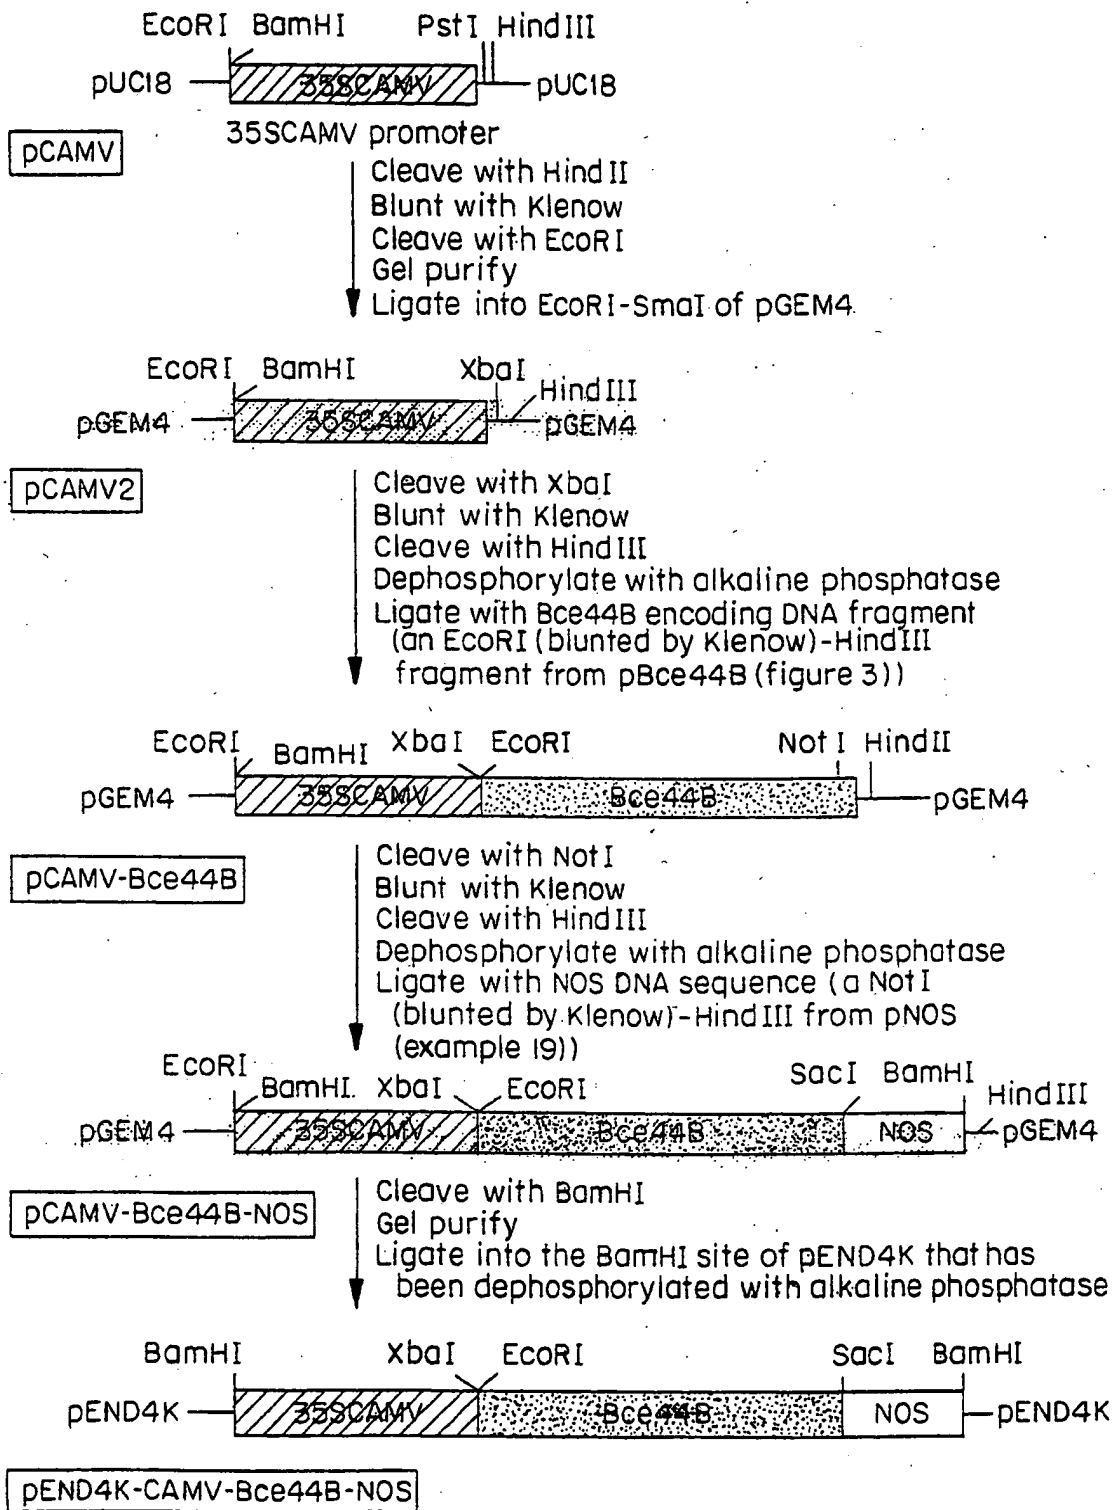 EcoRI BamHI PstI HindIII
pUC18 35SCAMV pUC18
35SCAMV promoter
pCAMV
Cleave with Hind II
Blunt with Klenow
Cleave with EcoRI
Gel purify
Ligate into EcoRI-SmaI of pGEM4
EcoRI BamHI XbaI HindIII
pGEM4 35SCAMV pGEM4
pCAMV2
Cleave with XbaI
Blunt with Klenow
Cleave with HindIII
Dephosphorylate with alkaline phosphatase
Ligate with Bce44B encoding DNA fragment
(an EcoRI (blunted by Klenow)-HindIII
fragment from pBce44B (figure 3))
EcoRI BamHI XbaI EcoRI Not I HindII
pGEM4 35SCAMV Bce44B pGEM4
pCAMV-Bce44B
Cleave with NotI
Blunt with Klenow
Cleave with HindIII
Dephosphorylate with alkaline phosphatase
Ligate with NOS DNA sequence (a NotI
(blunted by Klenow)-HindIII from pNOS
(example 19))
EcoRI BamHI XbaI EcoRI SacI BamHI HindIII
pGEM4 35SCAMV Bce44B NOS pGEM4
pCAMV-Bce44B-NOS
Cleave with BamHI
Gel purify
Ligate into the BamHI site of pEND4K that has
been dephosphorylated with alkaline phosphatase
BamHI XbaI EcoRI SacI BamHI
pEND4K 35SCAMV Bce44B NOS pEND4K
pEND4K-CAMV-Bce44B-NOS